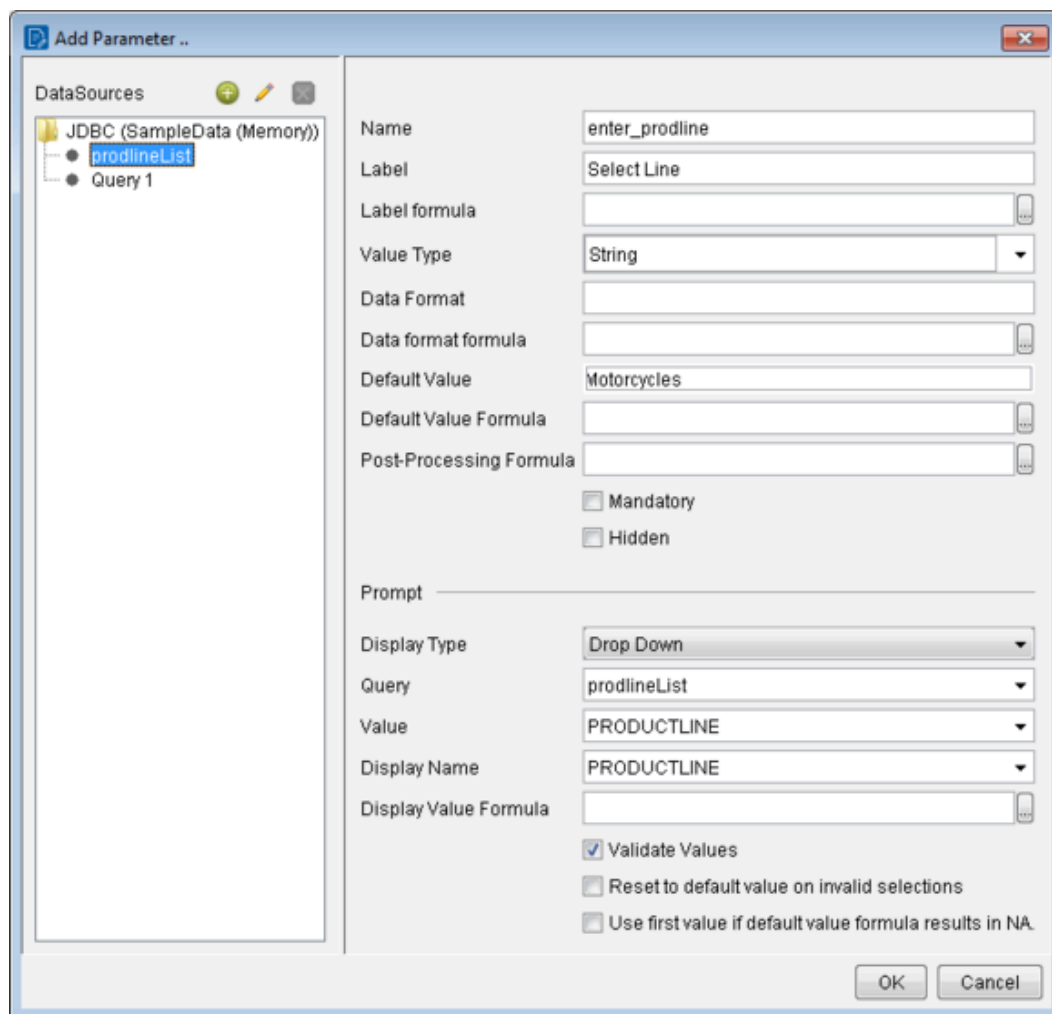 Add Parameter ..
DataSources
JDBC (SampleData (Memory))
prodlineList
Query 1
Name enter_prodline
Label Select Line
Label formula ...
Value Type String
Data Format
Data format formula ...
Default Value Motorcycles
Default Value Formula ...
Post-Processing Formula ...
Mandatory
Hidden
Prompt
Display Type Drop Down
Query prodlineList
Value PRODUCTLINE
Display Name PRODUCTLINE
Display Value Formula ...
Validate Values
Reset to default value on invalid selections
Use first value if default value formula results in NA.
OK Cancel